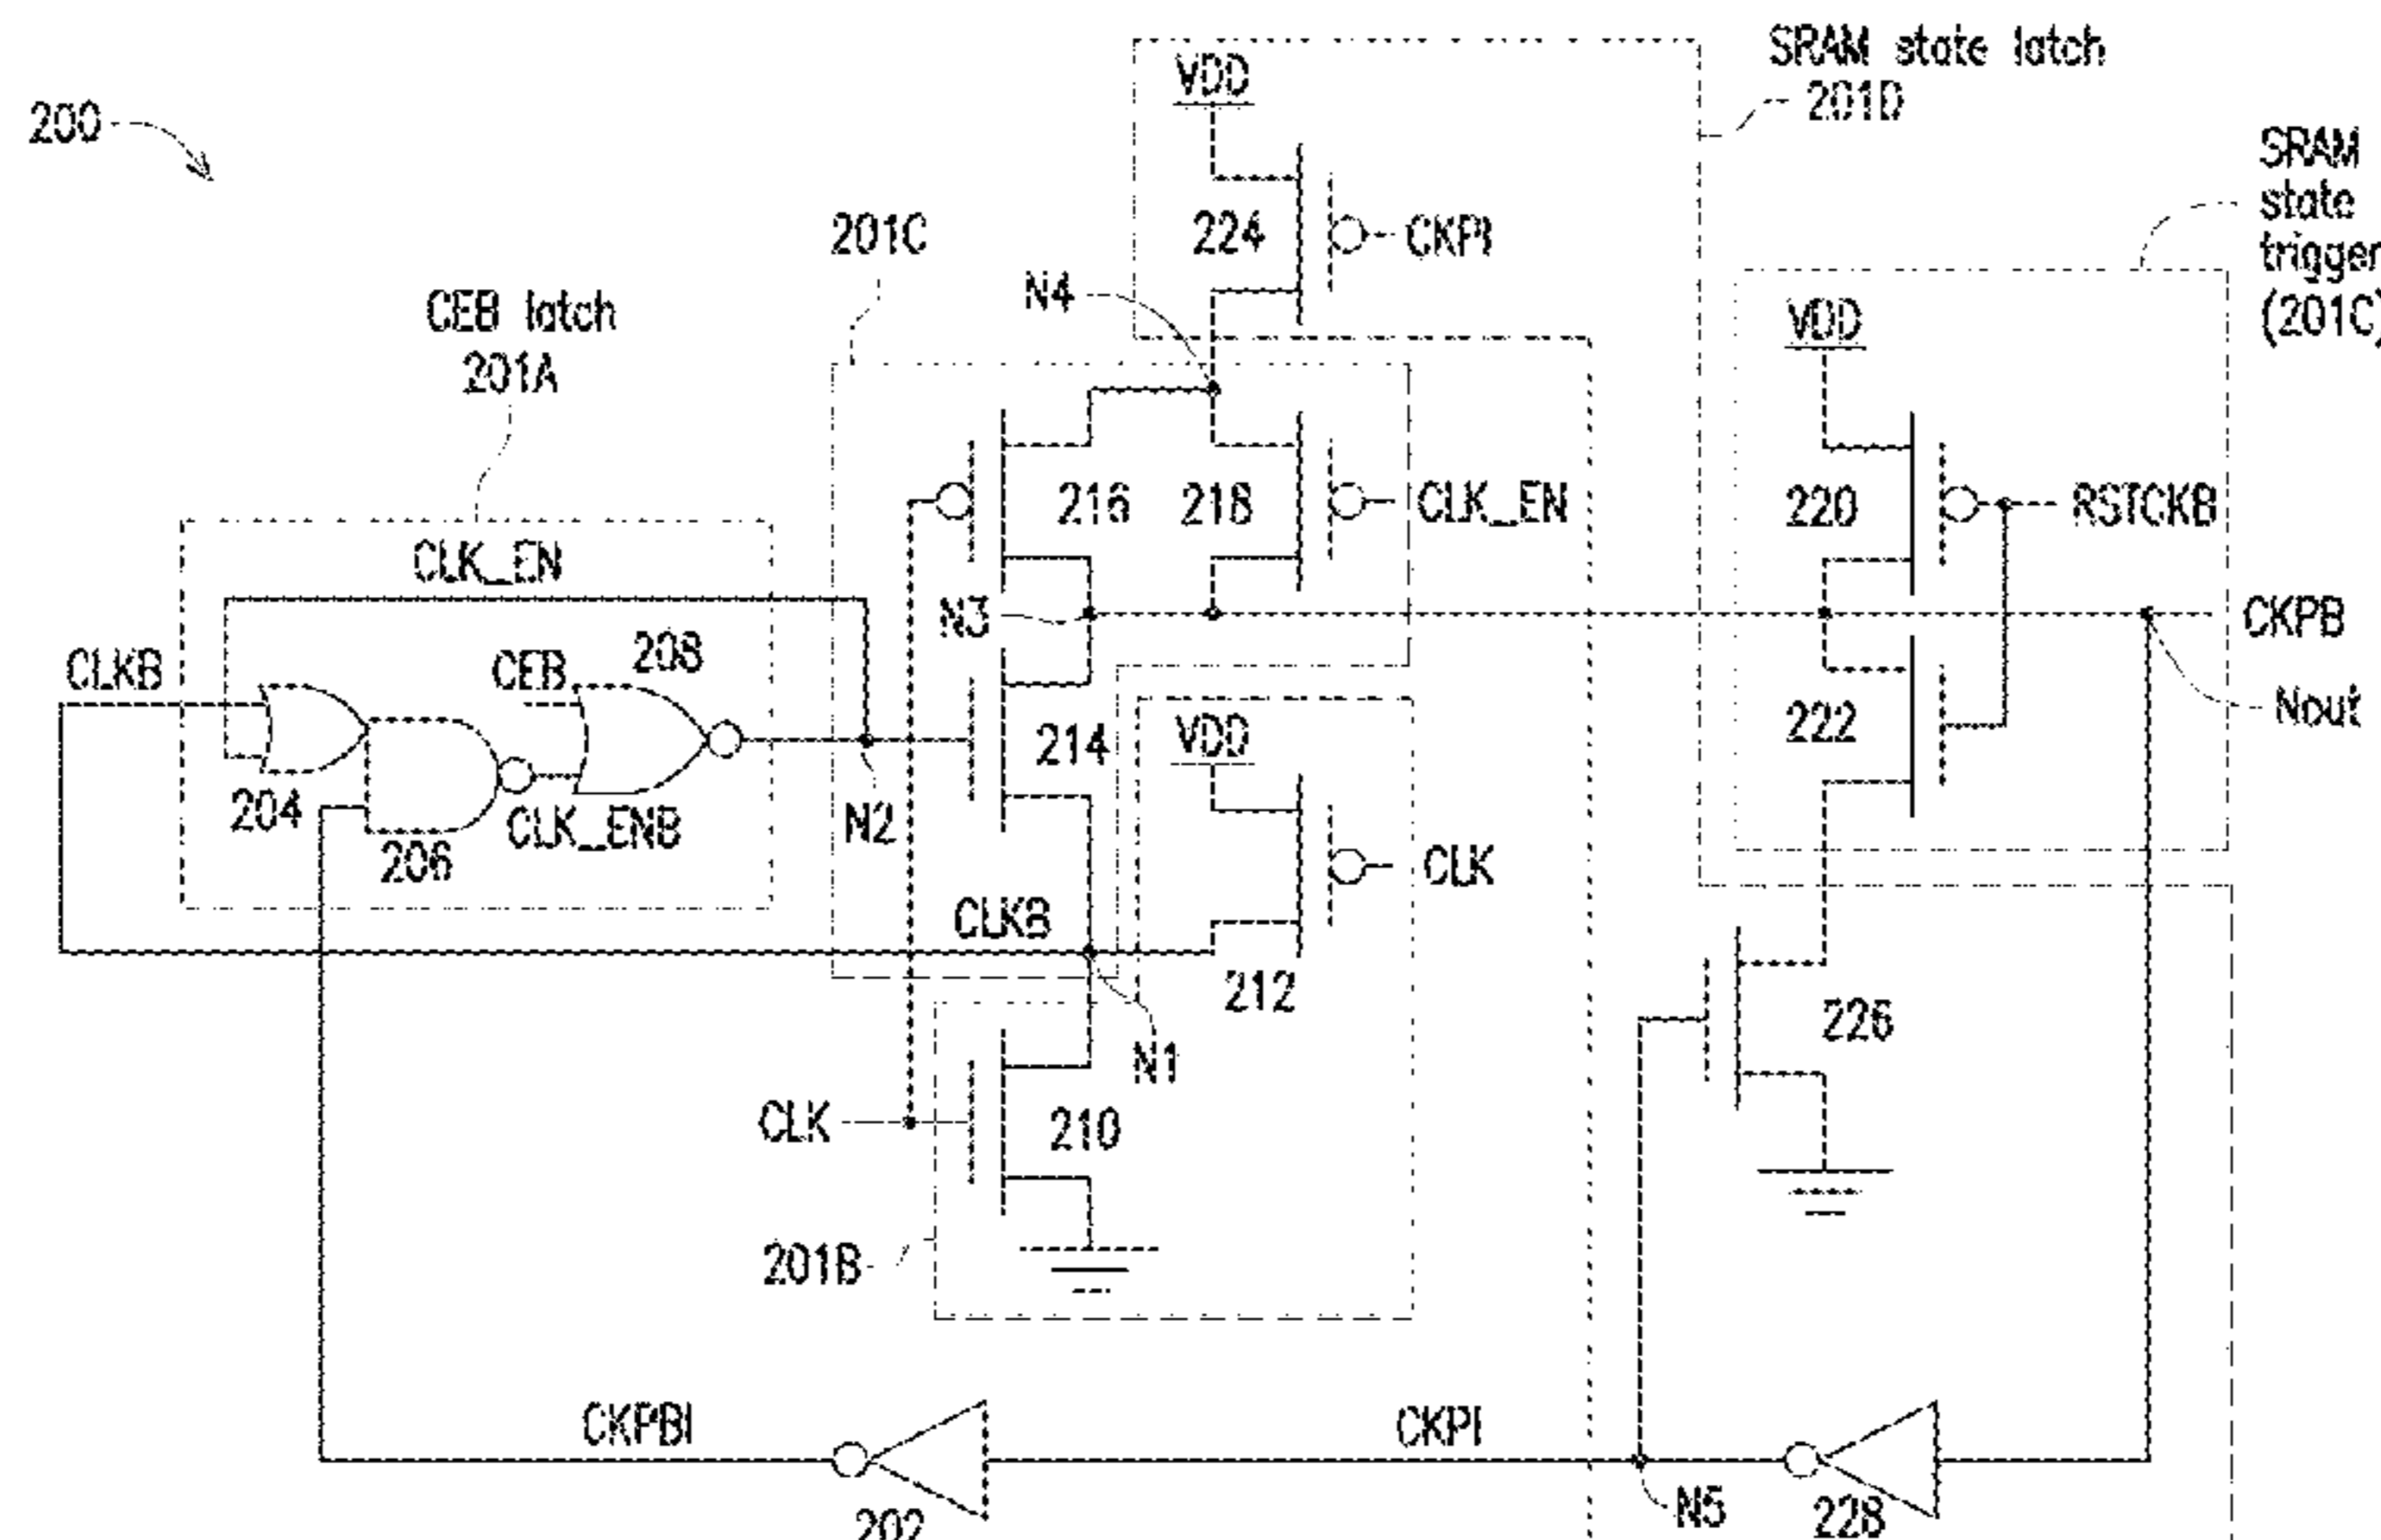 200
SRAM state latch
201D
SRAM
state
trigger
(201C)
VDD
224
CKPI
N4
201C
CEB latch
201A
VDD
216
218
CLK_EN
220
RSTCKB
CLK_EN
N3
CKPB
CLKB
CEB
208
214
VDD
222
Nout
204
206
CLK_ENB
N2
CLK
CLKB
212
226
N1
CLK
210
201B
CKPBI
CKPI
202
N5
228